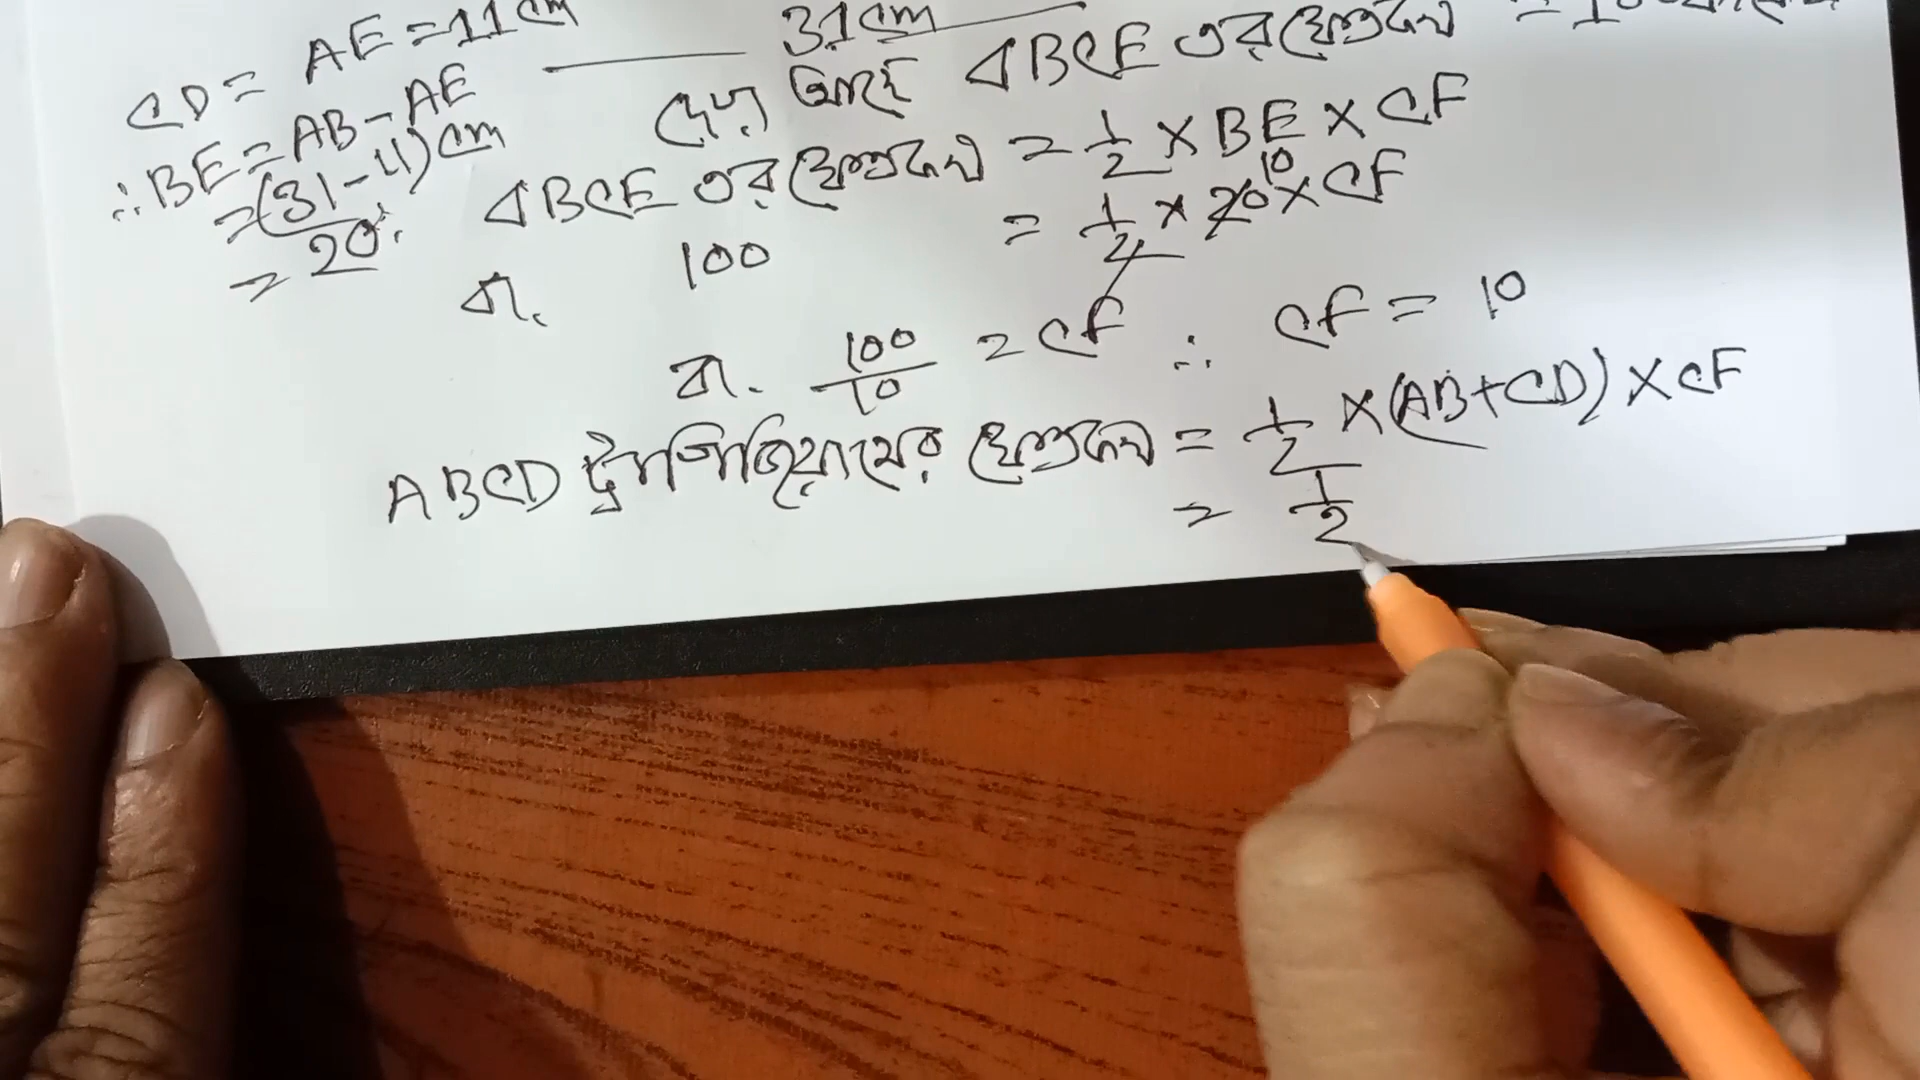 CD = AE = 11 cm
31 cm
∴ BE = AB - AE
= (31 - 11) cm
= 20.
দেয়া আছে ΔBCE এর ক্ষেত্রফল = 100
ΔBCE এর ক্ষেত্রফল = 1/2 × BE × CF
বা. 100 = 1/2 × 20 × CF
10
বা. 100/10 = CF ∴ CF = 10
ABCD ট্রাপিজিয়ামের ক্ষেত্রফল = 1/2 × (AB+CD) × CF
= 1/2